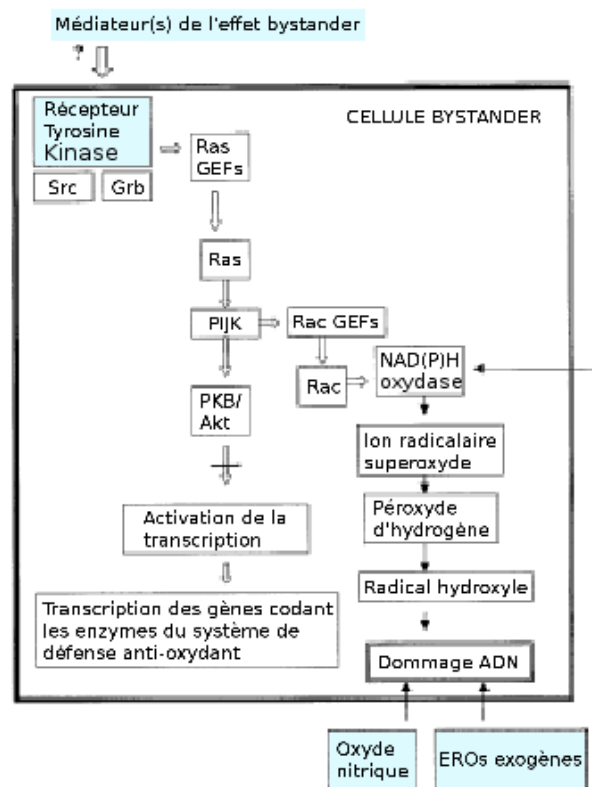 Médiateur(s) de l'effet bystander
?
CELLULE BYSTANDER
Récepteur
Tyrosine
Kinase
Src
Grb
Ras
GEFs
Ras
PIJK
Rac GEFs
Rac
NAD(P)H
oxydase
PKB/
Akt
Ion radicalaire
superoxyde
Activation de la
transcription
Péroxyde
d'hydrogène
Radical hydroxyle
Transcription des gènes codant
les enzymes du système de
défense anti-oxydant
Dommage ADN
Oxyde
nitrique
EROs exogènes